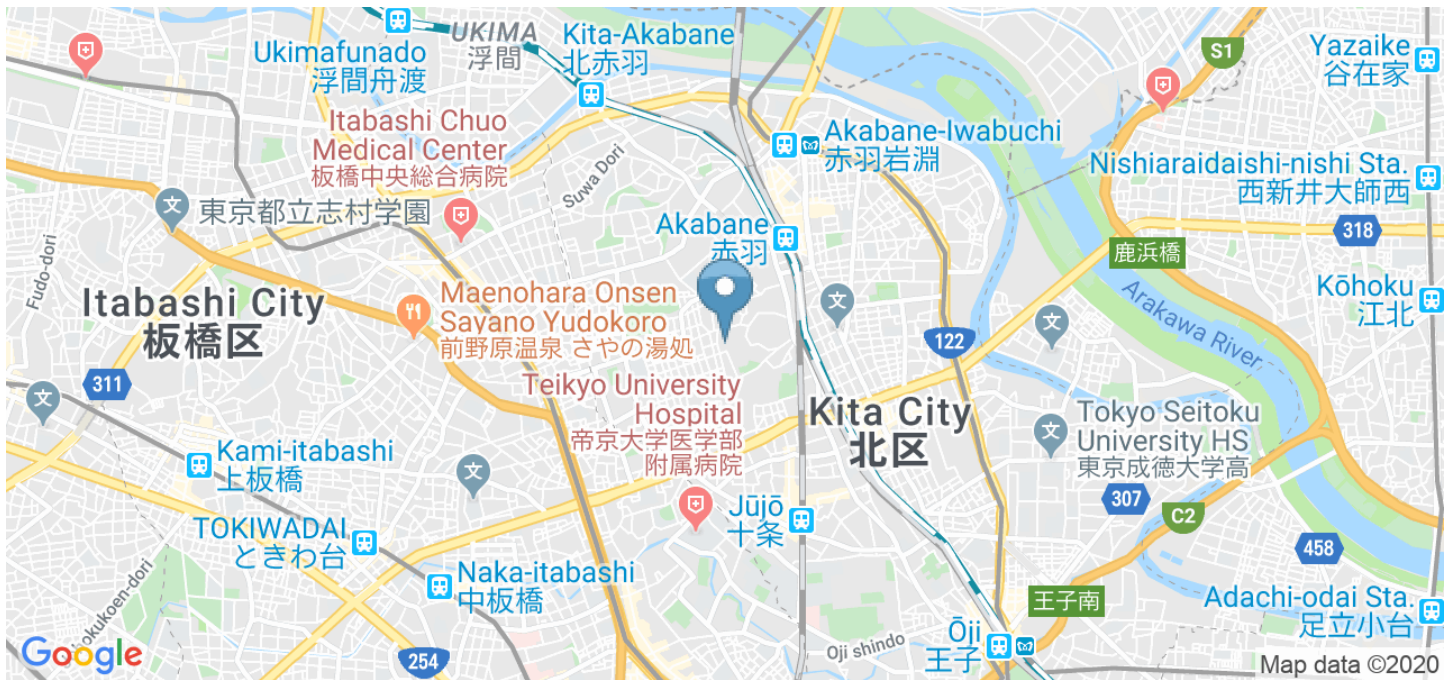 Ukimafunado
浮間舟渡
UKIMA
浮間
Kita-Akabane
北赤羽
S1
Yazaike
谷在家
Itabashi Chuo
Medical Center
板橋中央総合病院
Suwa Dori
Akabane-Iwabuchi
赤羽岩淵
Nishiaraidaishi-nishi Sta.
西新井大師西
文
東京都立志村学園
Akabane
赤羽
318
鹿浜橋
Fudo-dori
Itabashi City
板橋区
Maenohara Onsen
Sayano Yudokoro
前野原温泉 さやの湯処
文
文
122
Arakawa River
Kōhoku
江北
311
文
Teikyo University
Hospital
帝京大学医学部
附属病院
Kita City
北区
文
Tokyo Seitoku
University HS
東京成徳大学高
Kami-itabashi
上板橋
文
307
C2
TOKIWADAI
ときわ台
Jūjō
十条
458
Naka-itabashi
中板橋
王子南
Adachi-odai Sta.
足立小台
okukoen-dori
Google
254
Oji shindo
Ōji
王子
Map data ©2020